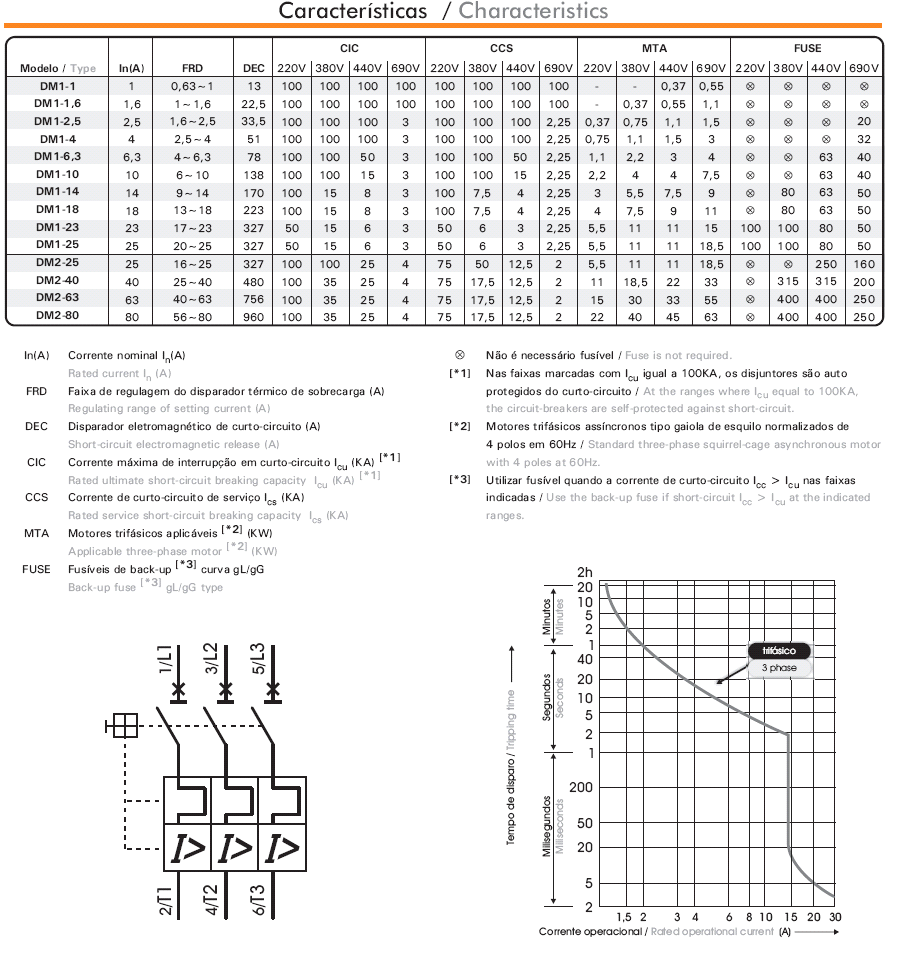 Características / Characteristics
CIC CCS MTA FUSE
Modelo / Type In(A) FRD DEC 220V 380V 440V 690V 220V 380V 440V 690V 220V 380V 440V 690V 220V 380V 440V 690V
DM1-1 1 0,63~1 13 100 100 100 100 100 100 100 100 - - 0,37 0,55 ⊗ ⊗ ⊗ ⊗
DM1-1,6 1,6 1~1,6 22,5 100 100 100 100 100 100 100 100 - 0,37 0,55 1,1 ⊗ ⊗ ⊗ ⊗
DM1-2,5 2,5 1,6~2,5 33,5 100 100 100 3 100 100 100 2,25 0,37 0,75 1,1 1,5 ⊗ ⊗ ⊗ 20
DM1-4 4 2,5~4 51 100 100 100 3 100 100 100 2,25 0,75 1,1 1,5 3 ⊗ ⊗ ⊗ 32
DM1-6,3 6,3 4~6,3 78 100 100 50 3 100 100 50 2,25 1,1 2,2 3 4 ⊗ ⊗ 63 40
DM1-10 10 6~10 138 100 100 15 3 100 100 15 2,25 2,2 4 4 7,5 ⊗ ⊗ 63 40
DM1-14 14 9~14 170 100 15 8 3 100 7,5 4 2,25 3 5,5 7,5 9 ⊗ 80 63 50
DM1-18 18 13~18 223 100 15 8 3 100 7,5 4 2,25 4 7,5 9 11 ⊗ 80 63 50
DM1-23 23 17~23 327 50 15 6 3 50 6 3 2,25 5,5 11 11 15 100 100 80 50
DM1-25 25 20~25 327 50 15 6 3 50 6 3 2,25 5,5 11 11 18,5 100 100 80 50
DM2-25 25 16~25 327 100 100 25 4 75 50 12,5 2 5,5 11 11 18,5 ⊗ ⊗ 250 160
DM2-40 40 25~40 480 100 35 25 4 75 17,5 12,5 2 11 18,5 22 33 ⊗ 315 315 200
DM2-63 63 40~63 756 100 35 25 4 75 17,5 12,5 2 15 30 33 55 ⊗ 400 400 250
DM2-80 80 56~80 960 100 35 25 4 75 17,5 12,5 2 22 40 45 63 ⊗ 400 400 250
In(A) Corrente nominal In(A)
Rated current In (A)
FRD Faixa de regulagem do disparador térmico de sobrecarga (A)
Regulating range of setting current (A)
DEC Disparador eletromagnético de curto-circuito (A)
Short-circuit electromagnetic release (A)
CIC Corrente máxima de interrupção em curto-circuito Icu (KA) [*1]
Rated ultimate short-circuit breaking capacity Icu (KA) [*1]
CCS Corrente de curto-circuito de serviço Ics (KA)
Rated service short-circuit breaking capacity Ics (KA)
MTA Motores trifásicos aplicáveis [*2] (KW)
Applicable three-phase motor [*2] (KW)
FUSE Fusíveis de back-up [*3] curva gL/gG
Back-up fuse [*3] gL/gG type
⊗ Não é necessário fusível / Fuse is not required.
[*1] Nas faixas marcadas com Icu igual a 100KA, os disjuntores são auto
protegidos do curto-circuito / At the ranges where Icu equal to 100KA,
the circuit-breakers are self-protected against short-circuit.
[*2] Motores trifásicos assíncronos tipo gaiola de esquilo normalizados de
4 polos em 60Hz / Standard three-phase squirrel-cage asynchronous motor
with 4 poles at 60Hz.
[*3] Utilizar fusível quando a corrente de curto-circuito Icc > Icu nas faixas
indicadas / Use the back-up fuse if short-circuit Icc > Icu at the indicated
ranges.
1/L1 3/L2 5/L3
I> I> I>
2/T1 4/T2 6/T3
Tempo de disparo / Tripping time
Minutos
Minutes
Segundos
Seconds
Milisegundos
Miliseconds
2h
20
10
5
2
1
40
20
10
5
2
1
200
50
20
5
2
trifásico
3 phase
1,5 2 3 4 6 8 10 15 20 30
Corrente operacional / Rated operational current (A)